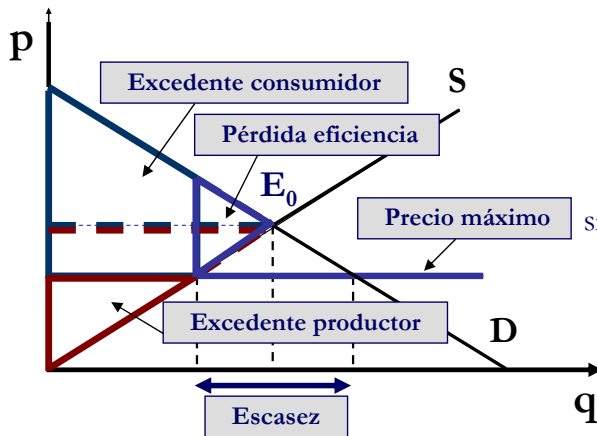 p
Excedente consumidor
S
Pérdida eficiencia
E₀
Precio máximo
Excedente productor
D
q
Escasez